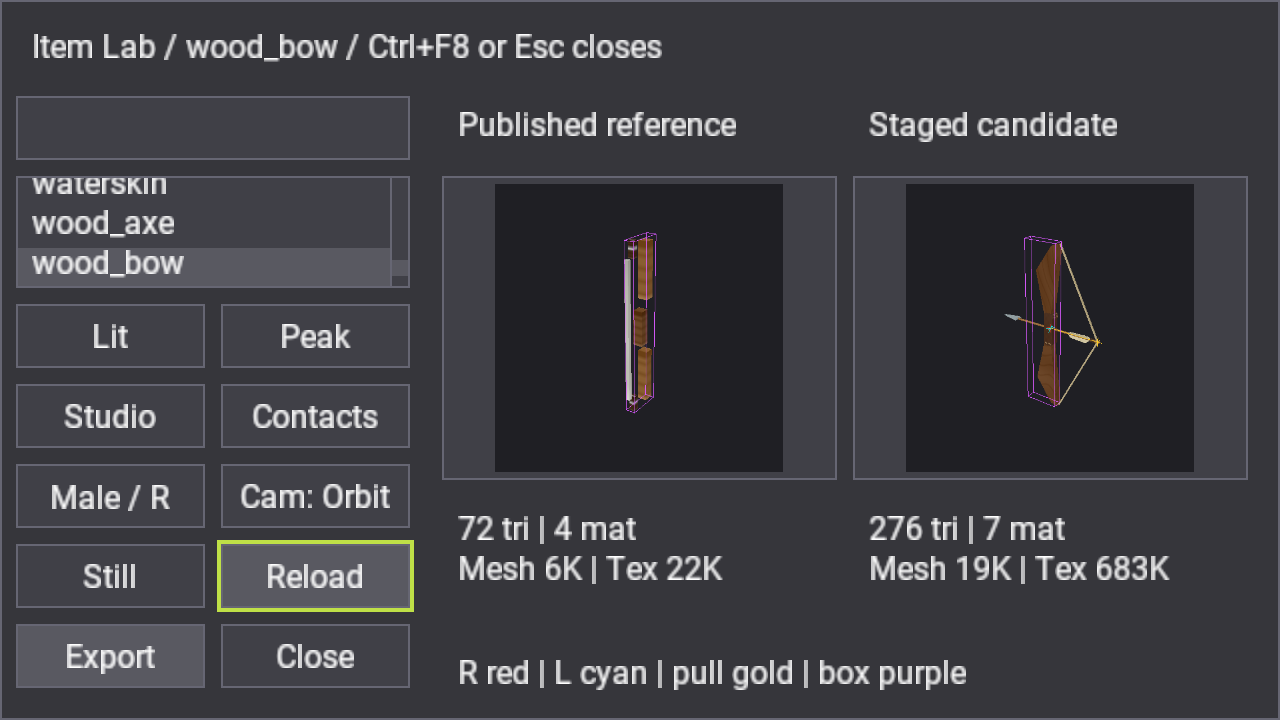 Item Lab / wood_bow / Ctrl+F8 or Esc closes
Published reference
Staged candidate
waterskin
wood_axe
wood_bow
Lit
Peak
Studio
Contacts
Male / R
Cam: Orbit
Still
Reload
Export
Close
72 tri | 4 mat
Mesh 6K | Tex 22K
276 tri | 7 mat
Mesh 19K | Tex 683K
R red | L cyan | pull gold | box purple